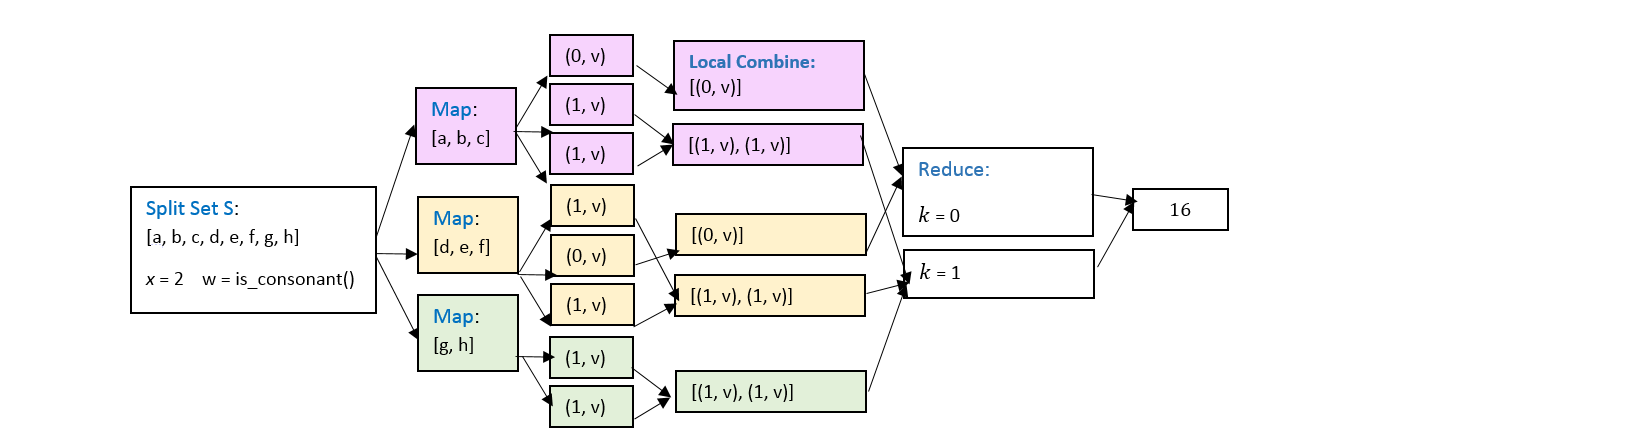 Split Set S:
[a, b, c, d, e, f, g, h]
x = 2 w = is_consonant()
Map:
[a, b, c]
Map:
[d, e, f]
Map:
[g, h]
(0, v)
(1, v)
(1, v)
(1, v)
(0, v)
(1, v)
(1, v)
(1, v)
Local Combine:
[(0, v)]
[(1, v), (1, v)]
[(0, v)]
[(1, v), (1, v)]
[(1, v), (1, v)]
Reduce:
k = 0
k = 1
16